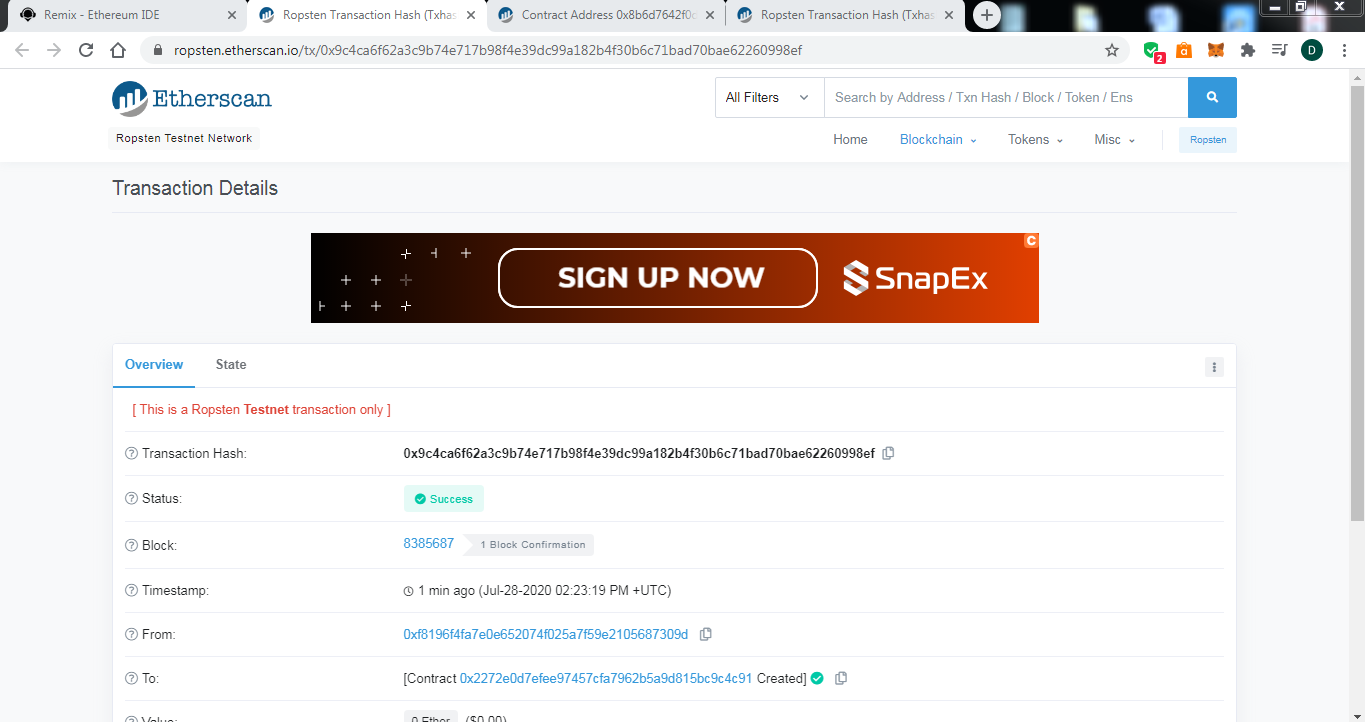 Remix - Ethereum IDE
Ropsten Transaction Hash (Txhas
Contract Address 0x8b6d7642f0c
Ropsten Transaction Hash (Txhas
ropsten.etherscan.io/tx/0x9c4ca6f62a3c9b74e717b98f4e39dc99a182b4f30b6c71bad70bae62260998ef
2
a
D
Etherscan
All Filters
Search by Address / Txn Hash / Block / Token / Ens
Ropsten Testnet Network
Home
Blockchain
Tokens
Misc
Ropsten
Transaction Details
SIGN UP NOW
SnapEx
C
Overview
State
[ This is a Ropsten Testnet transaction only ]
? Transaction Hash:
0x9c4ca6f62a3c9b74e717b98f4e39dc99a182b4f30b6c71bad70bae62260998ef
? Status:
Success
? Block:
8385687
1 Block Confirmation
? Timestamp:
1 min ago (Jul-28-2020 02:23:19 PM +UTC)
? From:
0xf8196f4fa7e0e652074f025a7f59e2105687309d
? To:
[Contract 0x2272e0d7efee97457cfa7962b5a9d815bc9c4c91 Created]
? Value:
0 Ether
($0.00)